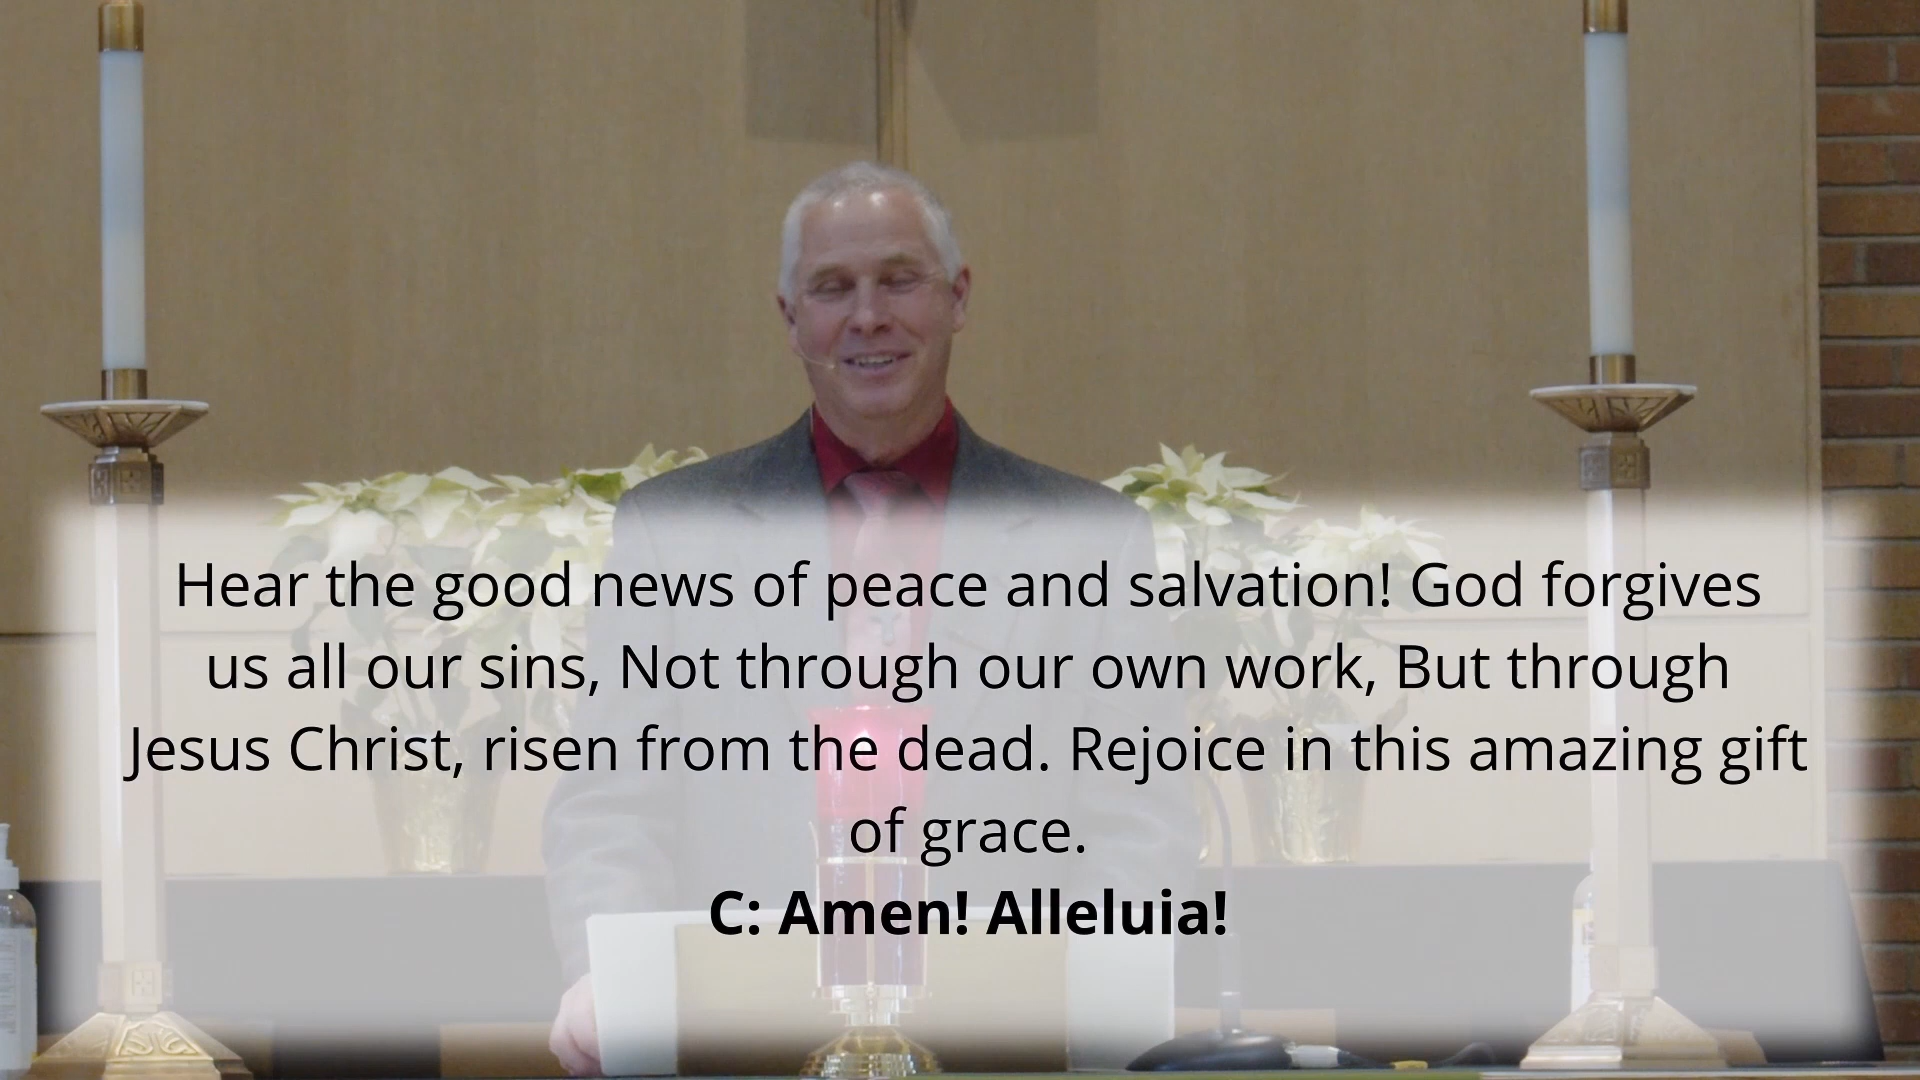 Hear the good news of peace and salvation! God forgives
us all our sins, Not through our own work, But through
Jesus Christ, risen from the dead. Rejoice in this amazing gift
of grace.
C: Amen! Alleluia!